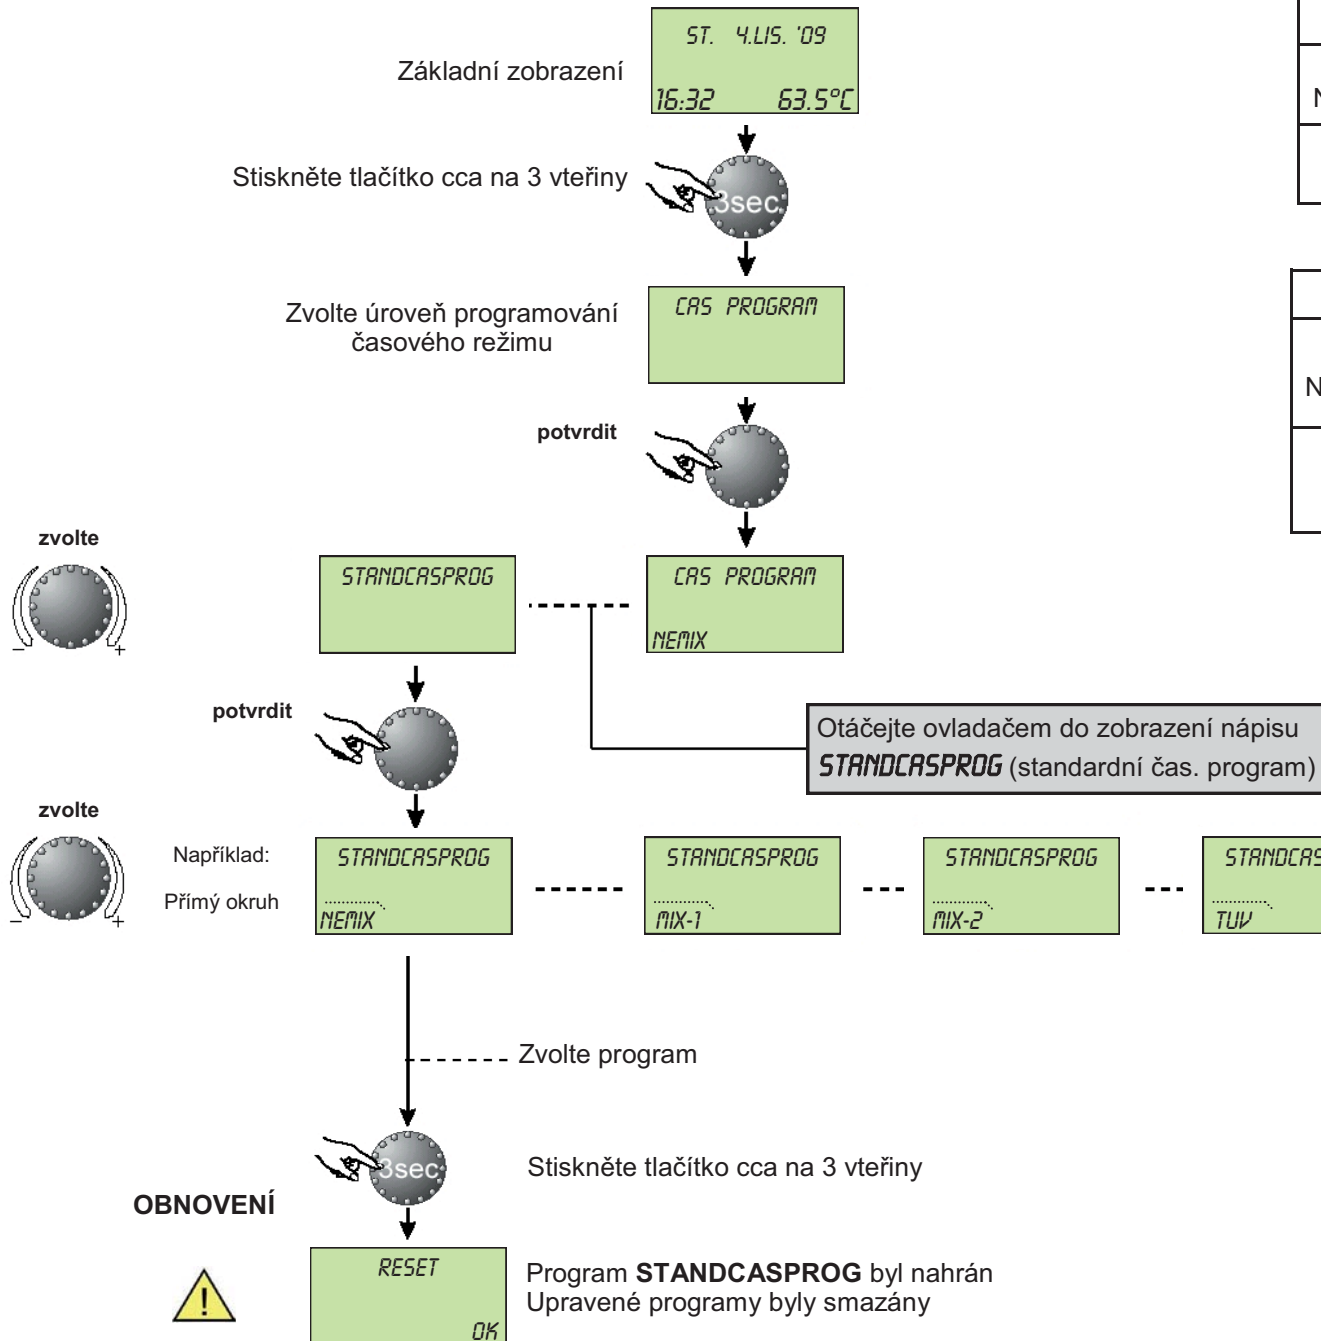 ST. 4.LIS. '09
Základní zobrazení
16:32 63.5°C
Stiskněte tlačítko cca na 3 vteřiny
3sec
Zvolte úroveň programování
časového režimu
CAS PROGRAM
potvrdit
zvolte
STANDCASPROG
CAS PROGRAM
NEMIX
- +
potvrdit
Otáčejte ovladačem do zobrazení nápisu
STANDCASPROG (standardní čas. program)
zvolte
Například:
Přímý okruh
- +
STANDCASPROG
NEMIX
STANDCASPROG
MIX-1
STANDCASPROG
MIX-2
TUV
Zvolte program
3sec
Stiskněte tlačítko cca na 3 vteřiny
OBNOVENÍ
RESET
OK
Program STANDCASPROG byl nahrán
Upravené programy byly smazány